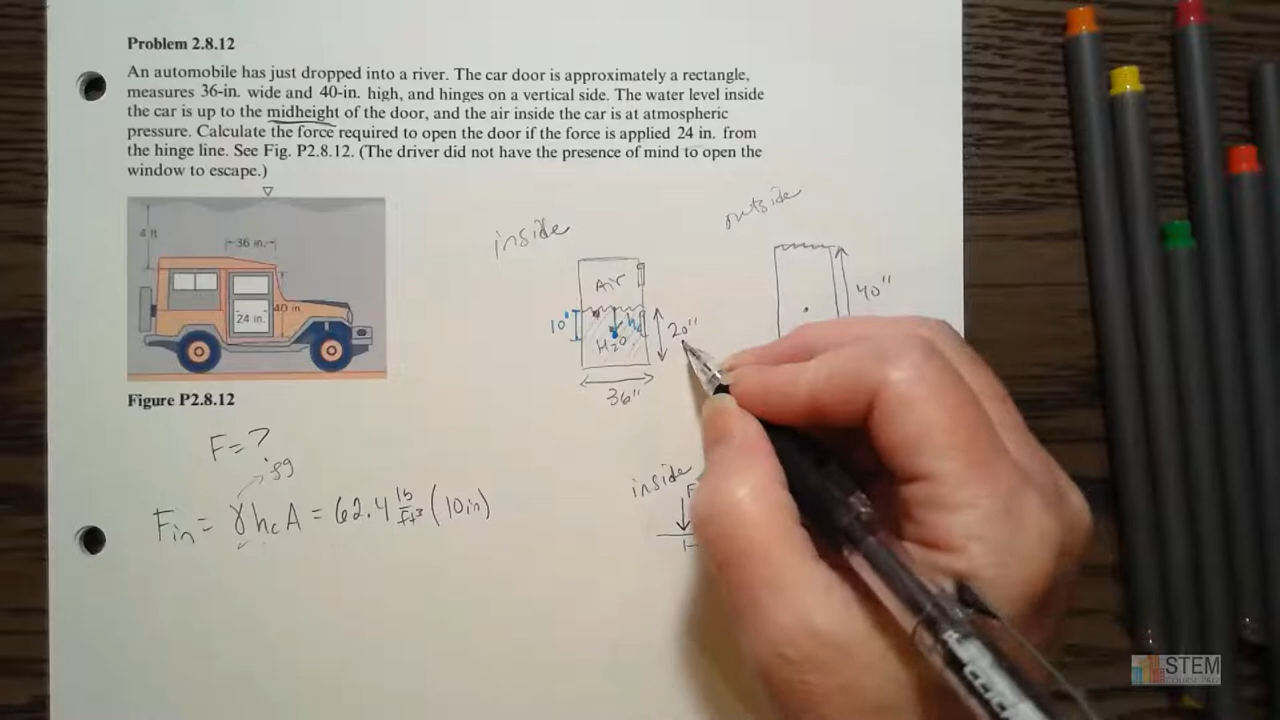 Problem 2.8.12
An automobile has just dropped into a river. The car door is approximately a rectangle,
measures 36-in. wide and 40-in. high, and hinges on a vertical side. The water level inside
the car is up to the midheight of the door, and the air inside the car is at atmospheric
pressure. Calculate the force required to open the door if the force is applied 24 in. from
the hinge line. See Fig. P2.8.12. (The driver did not have the presence of mind to open the
window to escape.)
4 ft
36 in.
40 in.
24 in.
Figure P2.8.12
inside
Air
10"
H2O
20"
36"
outside
40"
F=?
ρg
Fin = γhcA = 62.4 lb/ft³ (10in)
inside
F
STEM
COURSE PREP